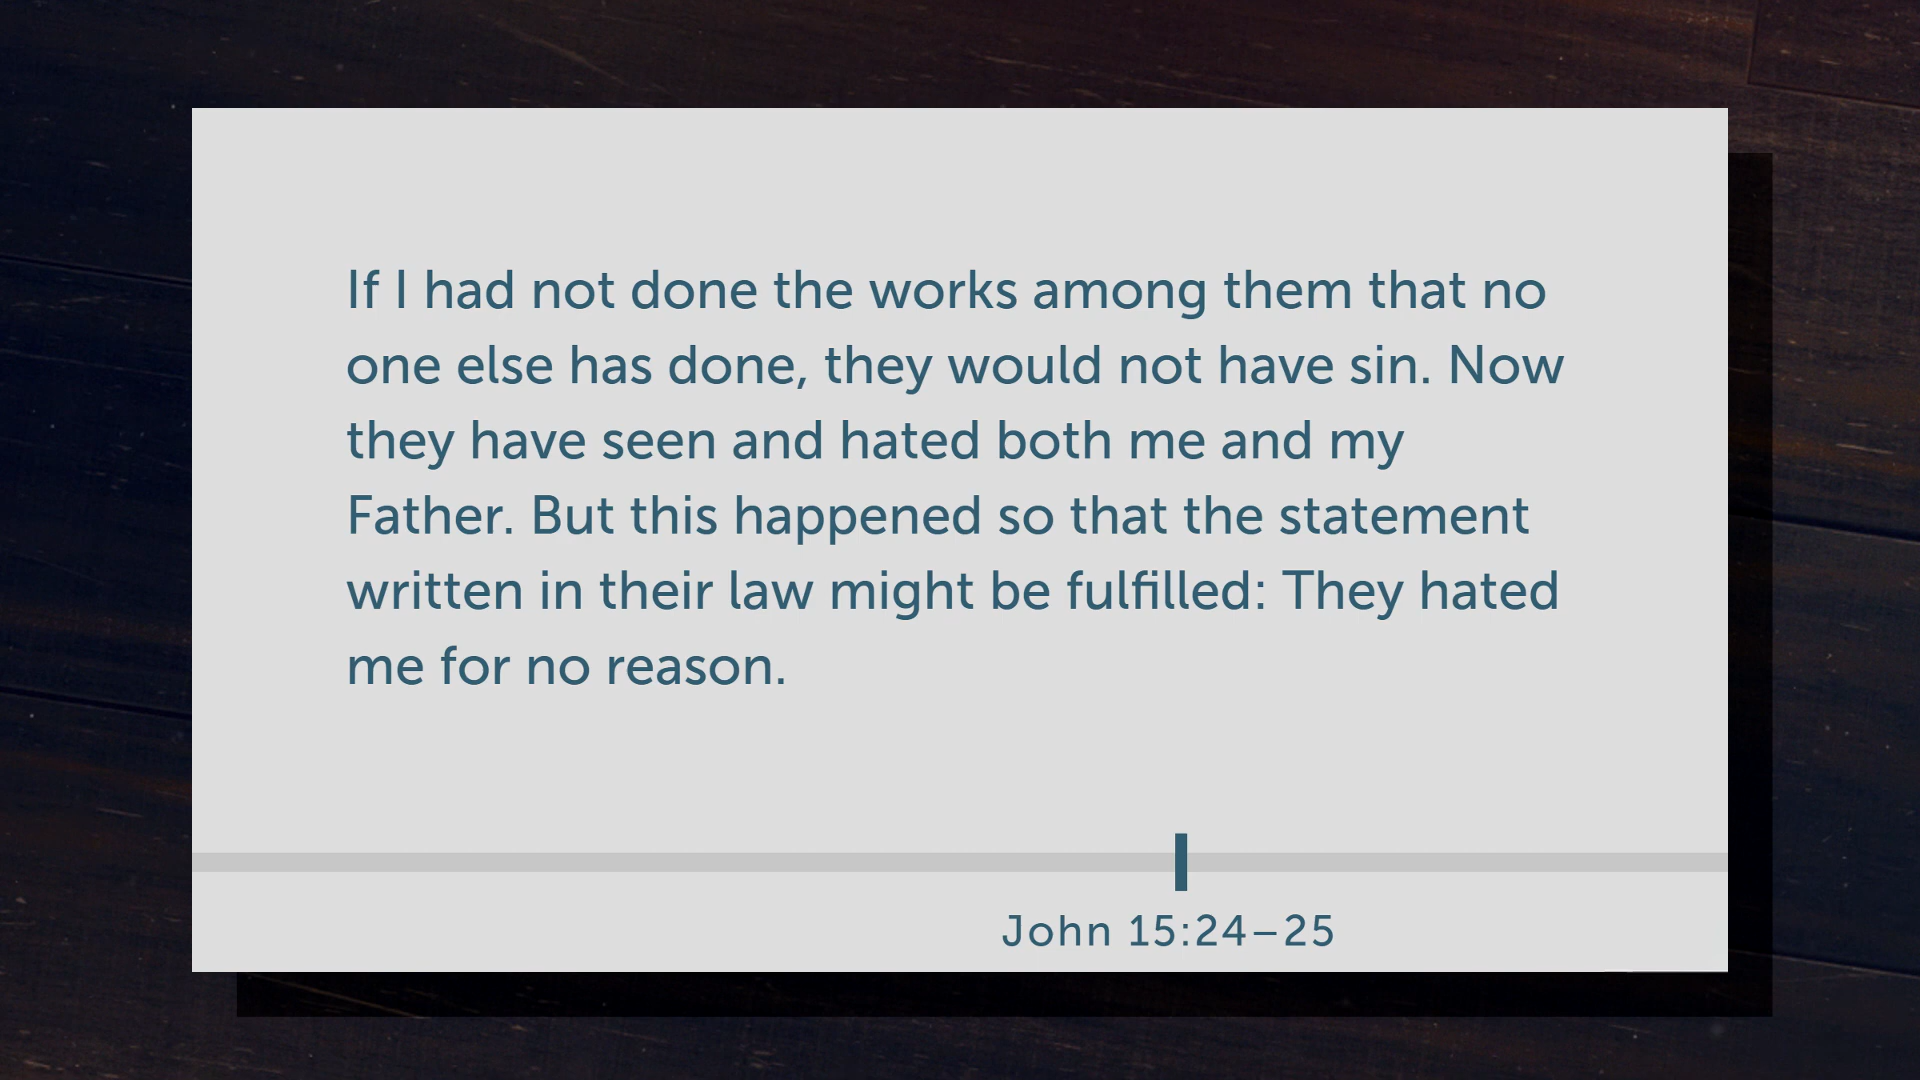 If I had not done the works among them that no
one else has done, they would not have sin. Now
they have seen and hated both me and my
Father. But this happened so that the statement
written in their law might be fulfilled: They hated
me for no reason.
John 15:24–25